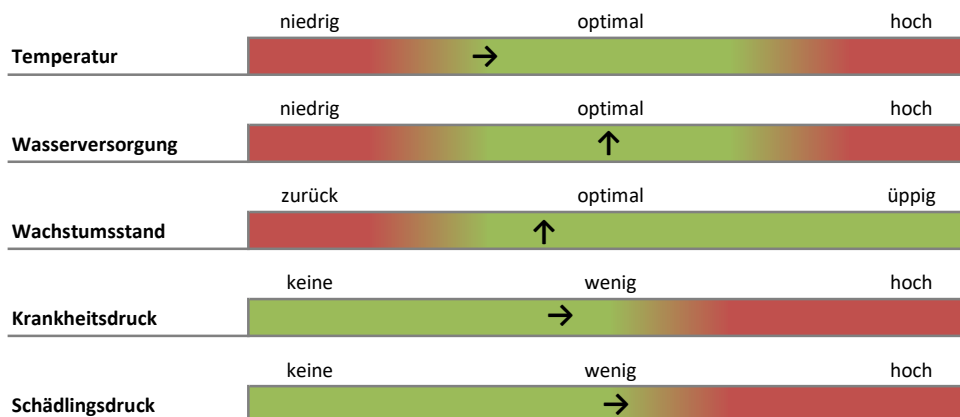 niedrig optimal hoch
Temperatur
niedrig optimal hoch
Wasserversorgung
zurück optimal üppig
Wachstumsstand
keine wenig hoch
Krankheitsdruck
keine wenig hoch
Schädlingsdruck